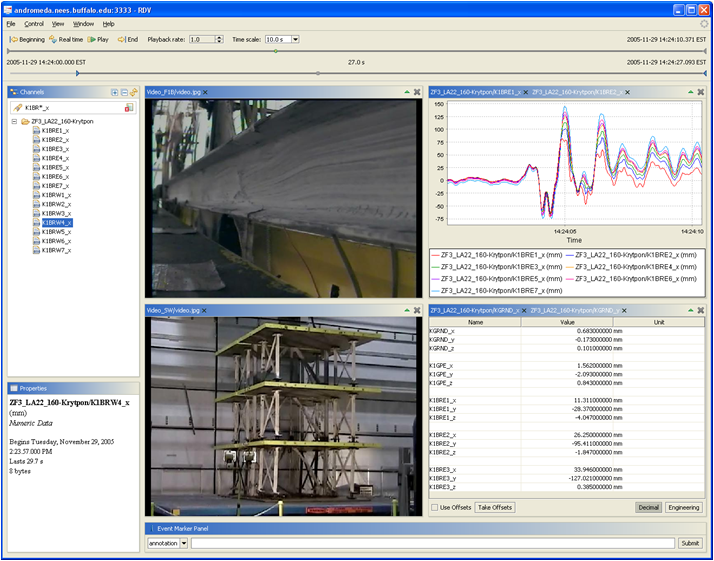 andromeda.nees.buffalo.edu:3333 - RDV
File Control View Window Help
Beginning Real time Play End Playback rate: 1.0 Time scale: 10.0 s
2005-11-29 14:24:10.371 EST
2005-11-29 14:24:00.000 EST 27.0 s 2005-11-29 14:24:27.093 EST
Channels
K1BR*_x
ZF3_LA22_160-Krytpon
K1BRE1_x
K1BRE2_x
K1BRE3_x
K1BRE4_x
K1BRE5_x
K1BRE6_x
K1BRE7_x
K1BRW1_x
K1BRW2_x
K1BRW3_x
K1BRW4_x
K1BRW5_x
K1BRW6_x
K1BRW7_x
Properties
ZF3_LA22_160-Krytpon/K1BRW4_x
(mm)
Numeric Data
Begins Tuesday, November 29, 2005
2:23:57.000 PM
Lasts 29.7 s
8 bytes
Video_F1B/video.jpg
Video_SW/video.jpg
ZF3_LA22_160-Krytpon/K1BRE1_x ZF3_LA22_160-Krytpon/K1BRE2_x
150
125
100
75
50
25
0
-25
-50
-75
14:24:05 14:24:10
Time
ZF3_LA22_160-Krytpon/K1BRE1_x (mm) ZF3_LA22_160-Krytpon/K1BRE2_x (mm)
ZF3_LA22_160-Krytpon/K1BRE3_x (mm) ZF3_LA22_160-Krytpon/K1BRE4_x (mm)
ZF3_LA22_160-Krytpon/K1BRE5_x (mm) ZF3_LA22_160-Krytpon/K1BRE6_x (mm)
ZF3_LA22_160-Krytpon/K1BRE7_x (mm)
ZF3_LA22_160-Krytpon/KGRND_x ZF3_LA22_160-Krytpon/KGRND_y
Name Value Unit
KGRND_x 0.683000000 mm
KGRND_y -0.173000000 mm
KGRND_z 0.101000000 mm
K1GPE_x 1.562000000 mm
K1GPE_y -2.093000000 mm
K1GPE_z 0.843000000 mm
K1BRE1_x 11.311000000 mm
K1BRE1_y -28.370000000 mm
K1BRE1_z -4.047000000 mm
K1BRE2_x 26.250000000 mm
K1BRE2_y -95.411000000 mm
K1BRE2_z -1.847000000 mm
K1BRE3_x 33.946000000 mm
K1BRE3_y -127.021000000 mm
K1BRE3_z 0.385000000 mm
Use Offsets Take Offsets Decimal Engineering
Event Marker Panel
annotation Submit